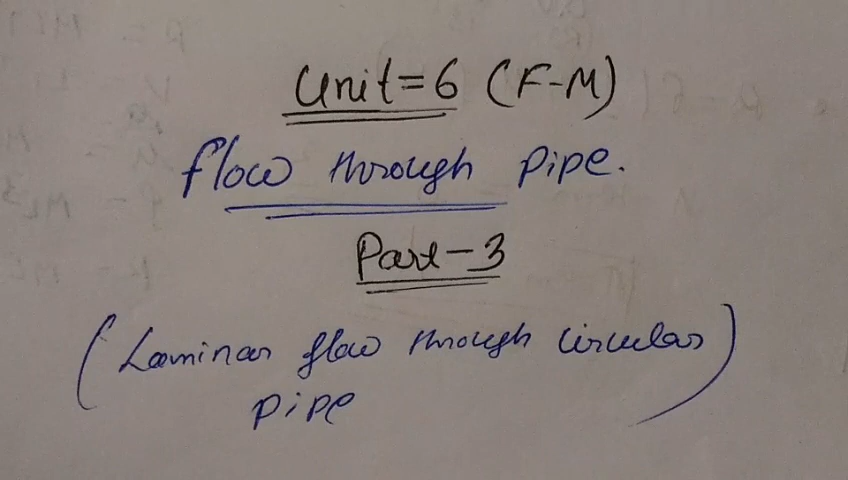 Unit=6 (F-M)
flow through pipe.
Part-3
(Laminar flow through circular)
pipe